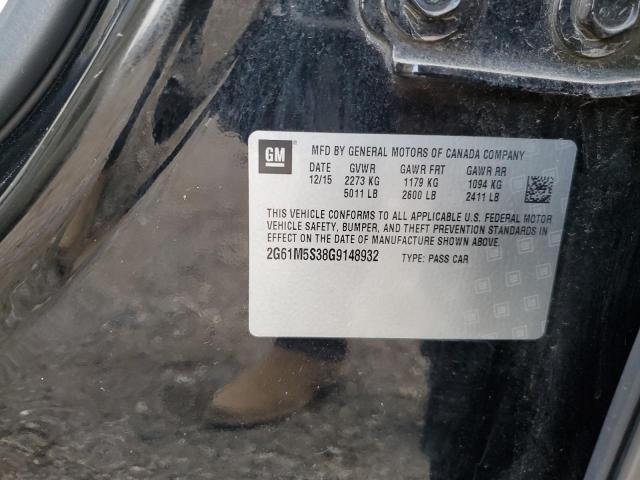 GM
MFD BY GENERAL MOTORS OF CANADA COMPANY
DATE GVWR GAWR FRT GAWR RR
12/15 2273 KG 1179 KG 1094 KG
5011 LB 2600 LB 2411 LB
THIS VEHICLE CONFORMS TO ALL APPLICABLE U.S. FEDERAL MOTOR
VEHICLE SAFETY, BUMPER, AND THEFT PREVENTION STANDARDS IN
EFFECT ON THE DATE OF MANUFACTURE SHOWN ABOVE.
2G61M5S38G9148932 TYPE: PASS CAR